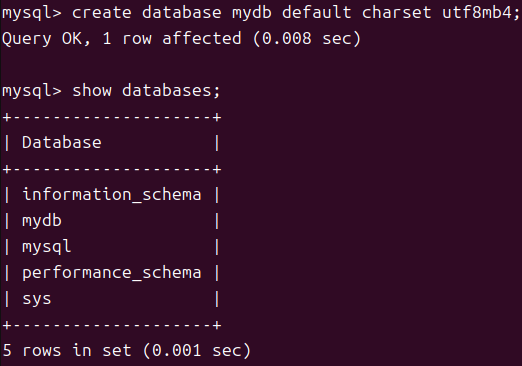 mysql> create database mydb default charset utf8mb4;
Query OK, 1 row affected (0.008 sec)

mysql> show databases;
+--------------------+
| Database           |
+--------------------+
| information_schema |
| mydb               |
| mysql              |
| performance_schema |
| sys                |
+--------------------+
5 rows in set (0.001 sec)